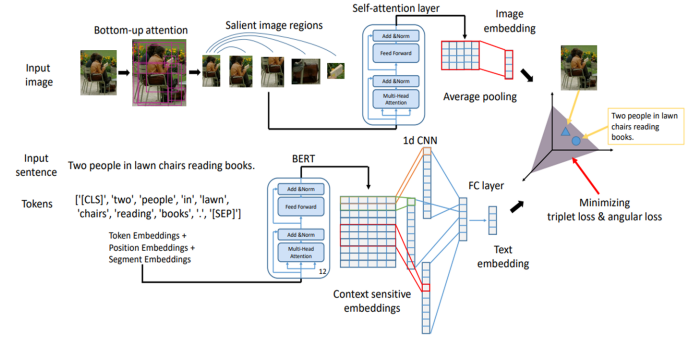 Bottom-up attention
Salient image regions
Self-attention layer
Image
embedding
Input
image
Add &Norm
Feed Forward
Add &Norm
Multi-Head
Attention
Average pooling
Two people in lawn
chairs reading
books.
Input
sentence
Two people in lawn chairs reading books.
BERT
1d CNN
FC layer
Tokens
['[CLS]', 'two', 'people', 'in', 'lawn',
'chairs', 'reading', 'books', '.', '[SEP]']
Add &Norm
Feed Forward
Add &Norm
Multi-Head
Attention
12
Token Embeddings +
Position Embeddings +
Segment Embeddings
Context sensitive
embeddings
Text
embedding
Minimizing
triplet loss & angular loss